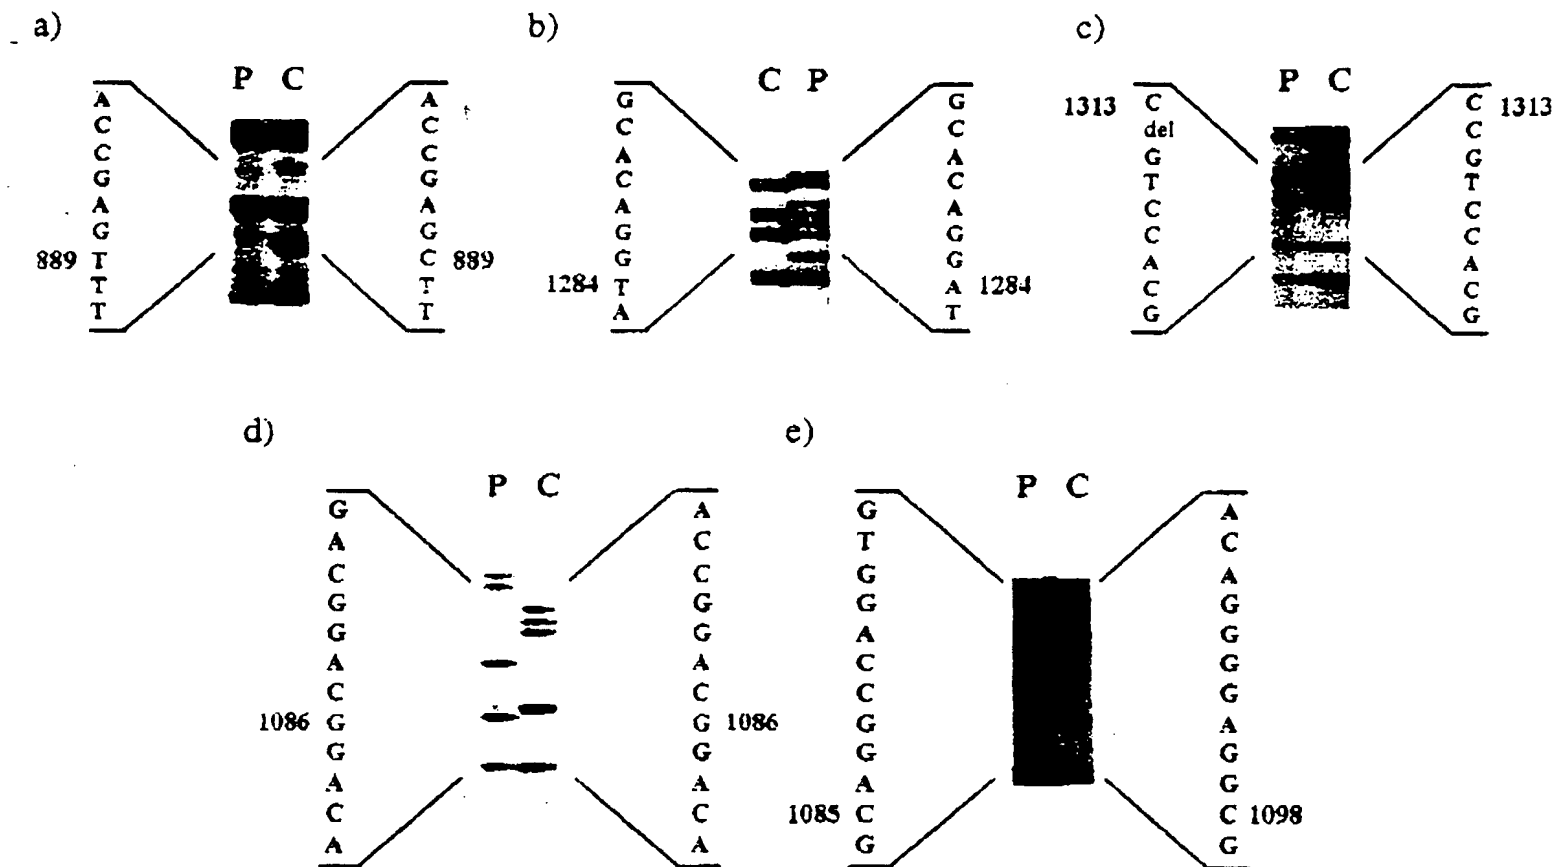 a)
P C
A C C G A G T T T
889
A C C G A G C T T
889
b)
C P
G C A C A G G T A
1284
G C A C A G G A T
1284
c)
P C
1313
C del G T C C A C G
C C G T C C A C G
1313
d)
P C
G A C G G A C G G A C A
1086
A C C G G A C G G A C A
1086
e)
P C
G T G G A C C G G A C G
1085
A C A G G G G A G G C G
1098